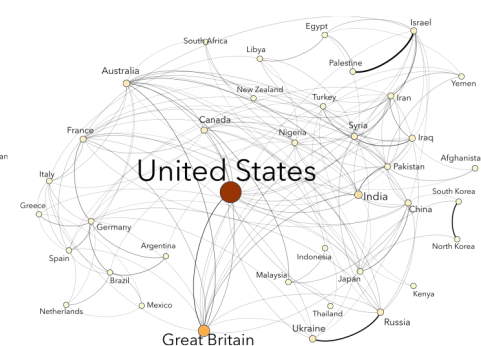 Israel
Egypt
South Africa
Libya
Palestine
Australia
Yemen
New Zealand
Turkey
Iran
Canada
Syria
France
Nigeria
Iraq
an
Afghanista
United States
Pakistan
Italy
South Korea
India
Greece
China
Germany
Argentina
North Korea
Spain
Indonesia
Malaysia
Japan
Brazil
Kenya
Mexico
Netherlands
Thailand
Russia
Ukraine
Great Britain